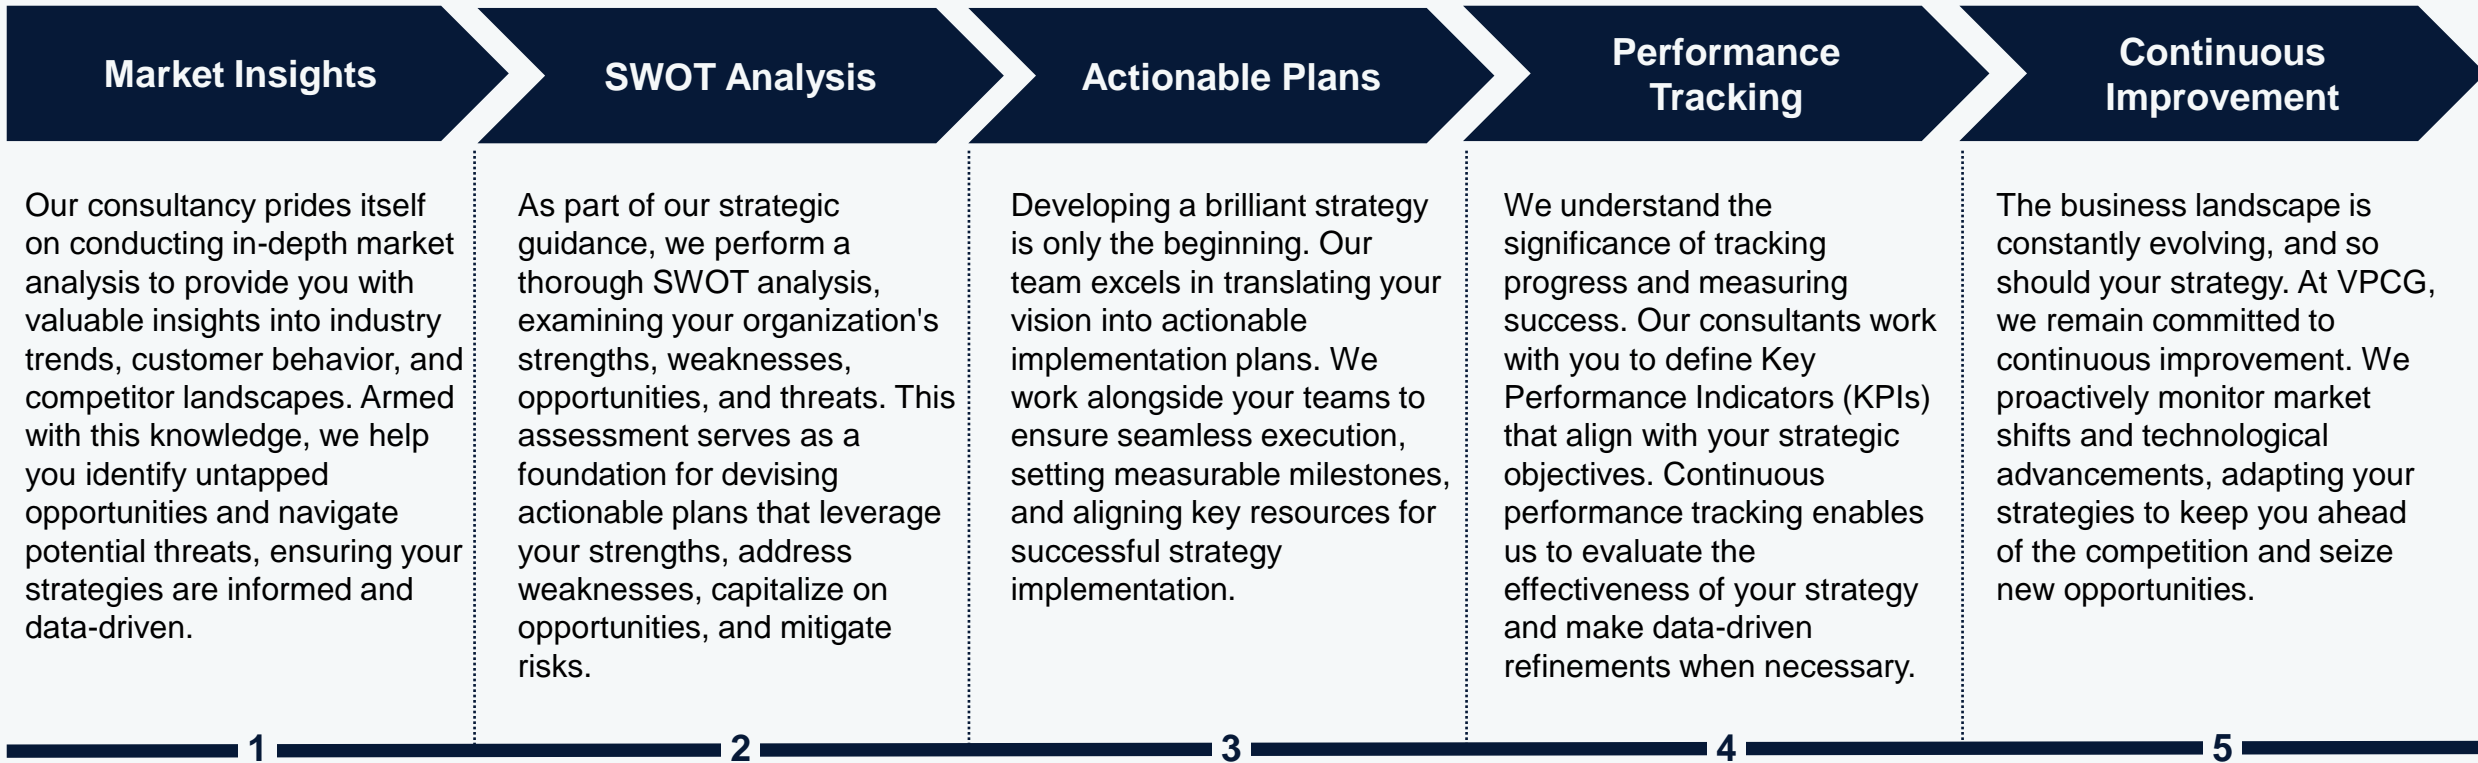 Market Insights
Our consultancy prides itself
on conducting in-depth market
analysis to provide you with
valuable insights into industry
trends, customer behavior, and
competitor landscapes. Armed
with this knowledge, we help
you identify untapped
opportunities and navigate
potential threats, ensuring your
strategies are informed and
data-driven.
1
SWOT Analysis
As part of our strategic
guidance, we perform a
thorough SWOT analysis,
examining your organization's
strengths, weaknesses,
opportunities, and threats. This
assessment serves as a
foundation for devising
actionable plans that leverage
your strengths, address
weaknesses, capitalize on
opportunities, and mitigate
risks.
2
Actionable Plans
Developing a brilliant strategy
is only the beginning. Our
team excels in translating your
vision into actionable
implementation plans. We
work alongside your teams to
ensure seamless execution,
setting measurable milestones,
and aligning key resources for
successful strategy
implementation.
3
Performance
Tracking
We understand the
significance of tracking
progress and measuring
success. Our consultants work
with you to define Key
Performance Indicators (KPIs)
that align with your strategic
objectives. Continuous
performance tracking enables
us to evaluate the
effectiveness of your strategy
and make data-driven
refinements when necessary.
4
Continuous
Improvement
The business landscape is
constantly evolving, and so
should your strategy. At VPCG,
we remain committed to
continuous improvement. We
proactively monitor market
shifts and technological
advancements, adapting your
strategies to keep you ahead
of the competition and seize
new opportunities.
5